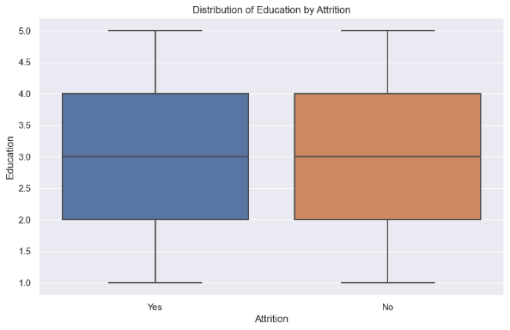 Distribution of Education by Attrition
5.0
4.5
4.0
3.5
3.0
2.5
2.0
1.5
1.0
Education
Yes
No
Attrition